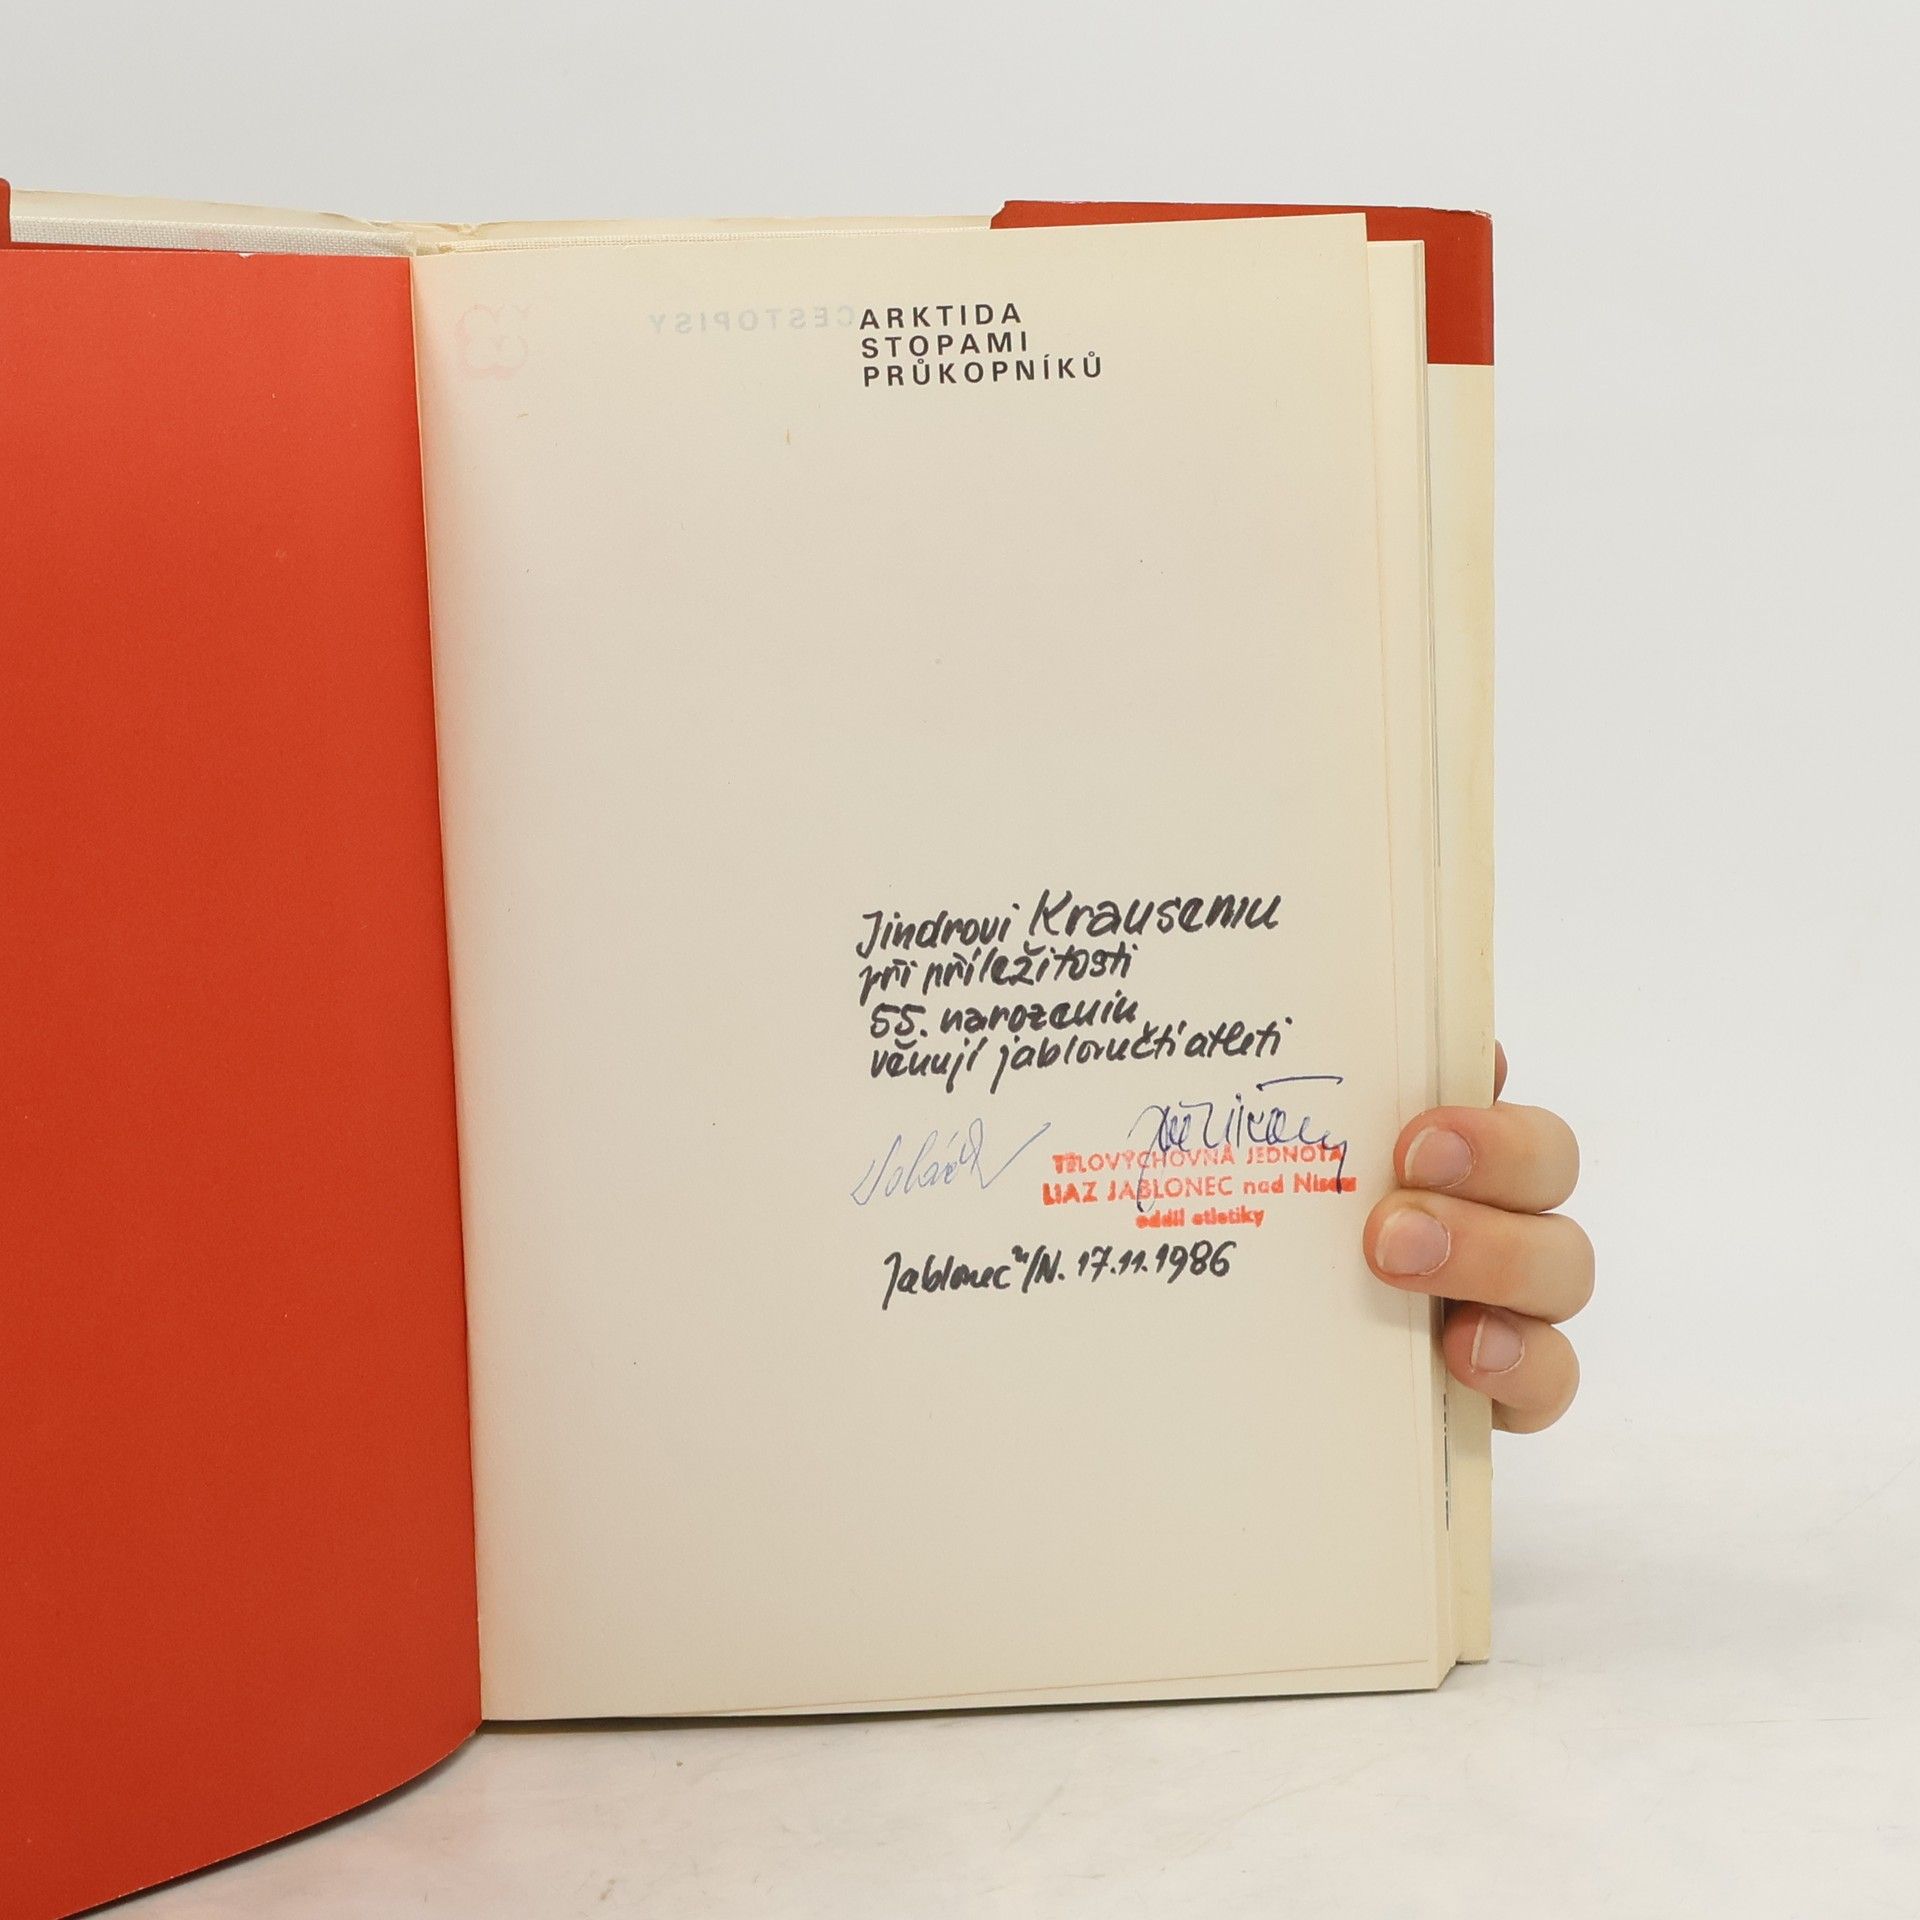 CESTOPISY
ARKTIDA
STOPAMI
PRŮKOPNÍKŮ
Jindrovi Krausemu
při příležitosti
55. narozenin
věnují jablonečtí atleti
TĚLOVÝCHOVNÁ JEDNOTA
LIAZ JABLONEC nad Nisou
oddíl atletiky
Jablonec n/N. 17.11.1986